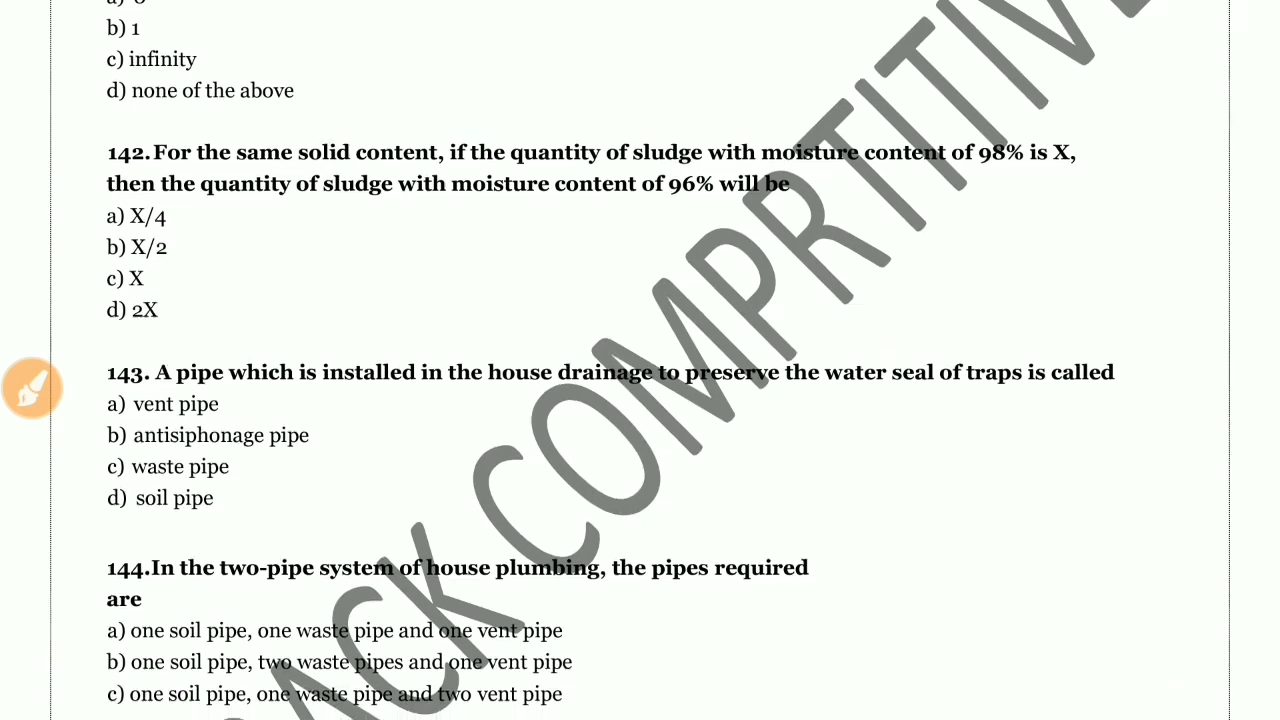 b) 1
c) infinity
d) none of the above
142.For the same solid content, if the quantity of sludge with moisture content of 98% is X,
then the quantity of sludge with moisture content of 96% will be
a) X/4
b) X/2
c) X
d) 2X
143. A pipe which is installed in the house drainage to preserve the water seal of traps is called
a) vent pipe
b) antisiphonage pipe
c) waste pipe
d) soil pipe
144.In the two-pipe system of house plumbing, the pipes required
are
a) one soil pipe, one waste pipe and one vent pipe
b) one soil pipe, two waste pipes and one vent pipe
c) one soil pipe, one waste pipe and two vent pipe
ACK COMPRTITIVE